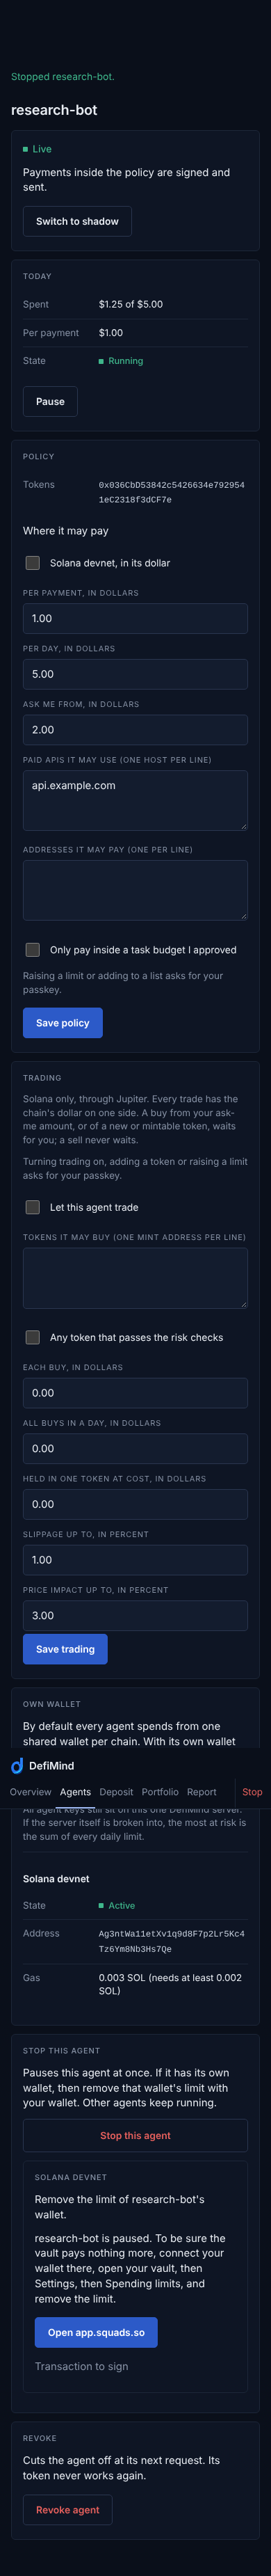 Stopped research-bot.
research-bot
Live
Payments inside the policy are signed and
sent.
Switch to shadow
TODAY
Spent $1.25 of $5.00
Per payment $1.00
State Running
Pause
POLICY
Tokens 0x036CbD53842c5426634e792954
1eC2318f3dCF7e
Where it may pay
Solana devnet, in its dollar
PER PAYMENT, IN DOLLARS
1.00
PER DAY, IN DOLLARS
5.00
ASK ME FROM, IN DOLLARS
2.00
PAID APIS IT MAY USE (ONE HOST PER LINE)
api.example.com
ADDRESSES IT MAY PAY (ONE PER LINE)
Only pay inside a task budget I approved
Raising a limit or adding to a list asks for your
passkey.
Save policy
TRADING
Solana only, through Jupiter. Every trade has the
chain's dollar on one side. A buy from your ask-
me amount, or of a new or mintable token, waits
for you; a sell never waits.
Turning trading on, adding a token or raising a limit
asks for your passkey.
Let this agent trade
TOKENS IT MAY BUY (ONE MINT ADDRESS PER LINE)
Any token that passes the risk checks
EACH BUY, IN DOLLARS
0.00
ALL BUYS IN A DAY, IN DOLLARS
0.00
HELD IN ONE TOKEN AT COST, IN DOLLARS
0.00
SLIPPAGE UP TO, IN PERCENT
1.00
PRICE IMPACT UP TO, IN PERCENT
3.00
Save trading
OWN WALLET
By default every agent spends from one
shared wallet per chain. With its own wallet
DefiMind
Overview Agents Deposit Portfolio Report Stop
All agent keys still sit on this one DefiMind server.
If the server itself is broken into, the most at risk is
the sum of every daily limit.
Solana devnet
State Active
Address Ag3ntWa11etXv1q9d8F7p2Lr5Kc4
Tz6Ym8Nb3Hs7Qe
Gas 0.003 SOL (needs at least 0.002
SOL)
STOP THIS AGENT
Pauses this agent at once. If it has its own
wallet, then remove that wallet's limit with
your wallet. Other agents keep running.
Stop this agent
SOLANA DEVNET
Remove the limit of research-bot's
wallet.
research-bot is paused. To be sure the
vault pays nothing more, connect your
wallet there, open your vault, then
Settings, then Spending limits, and
remove the limit.
Open app.squads.so
Transaction to sign
REVOKE
Cuts the agent off at its next request. Its
token never works again.
Revoke agent